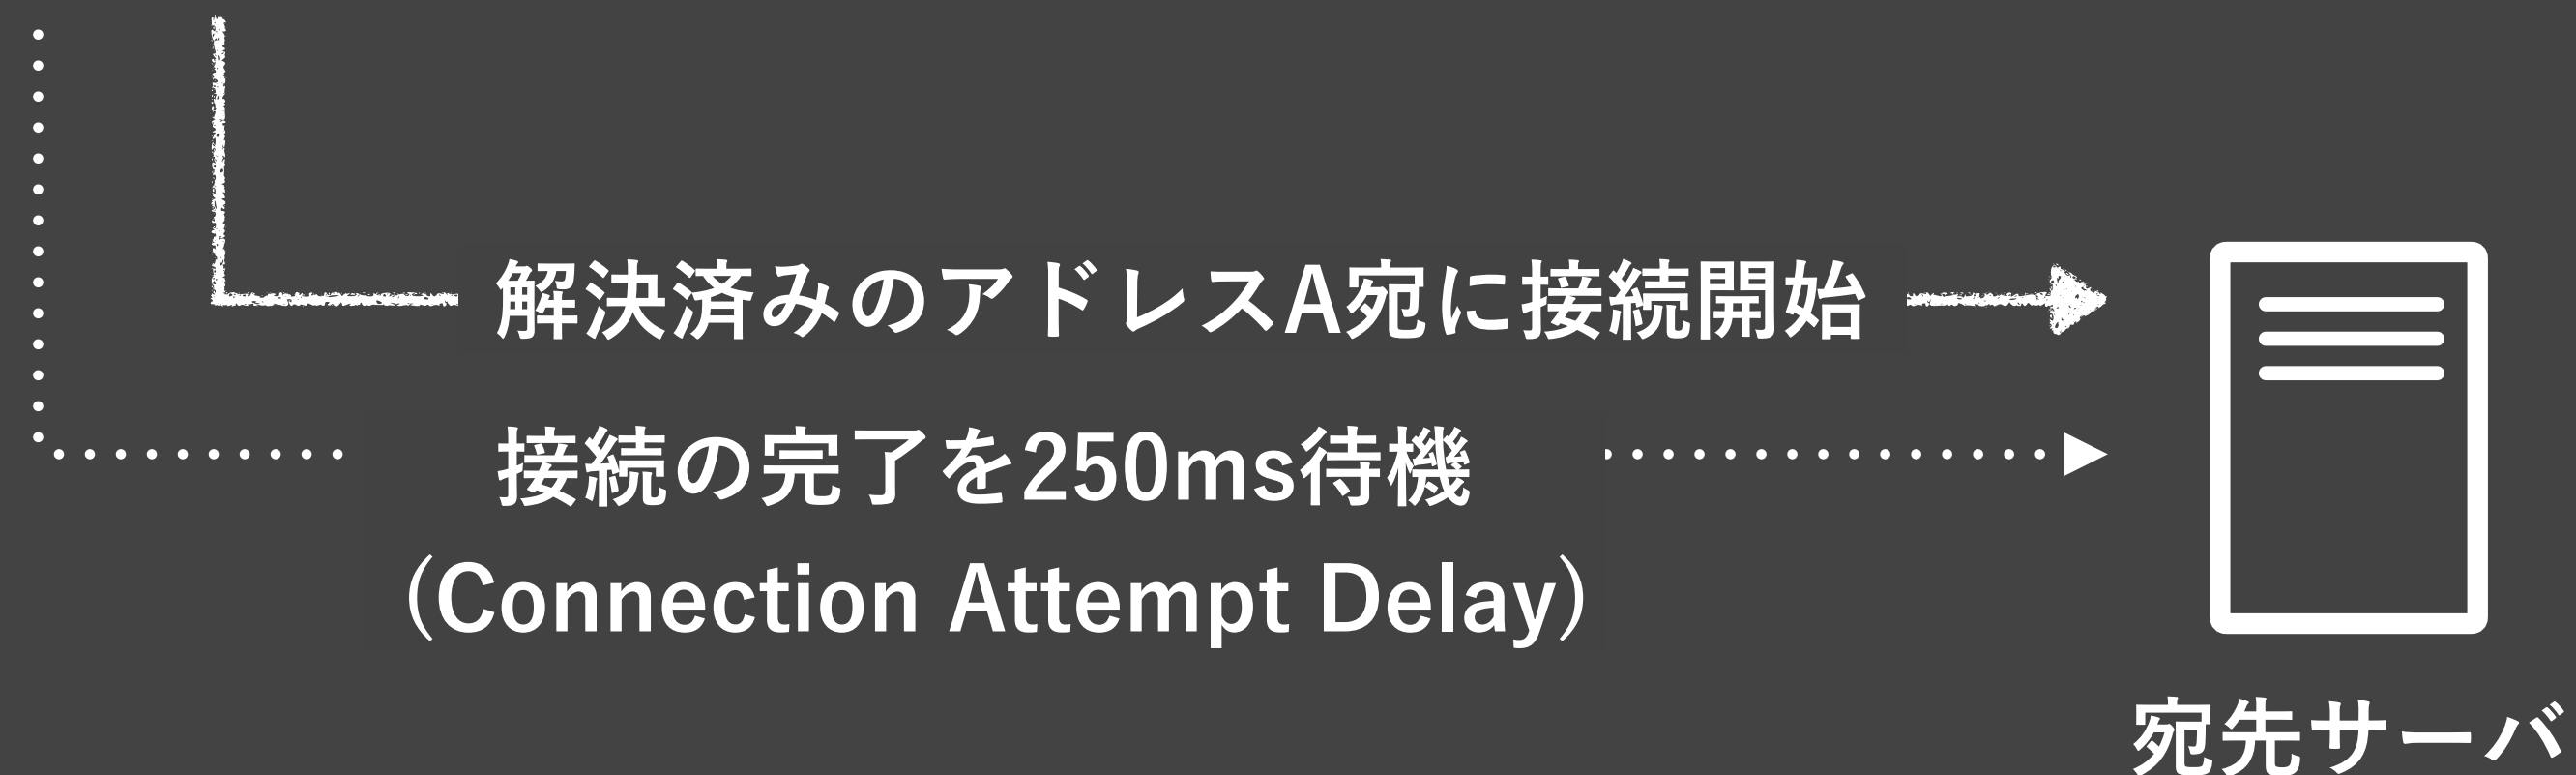 解決済みのアドレスA宛に接続開始
接続の完了を250ms待機
（Connection Attempt Delay）
宛先サーバ